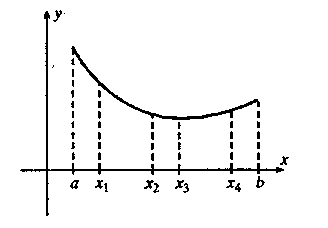 y
x
a x₁ x₂ x₃ x₄ b